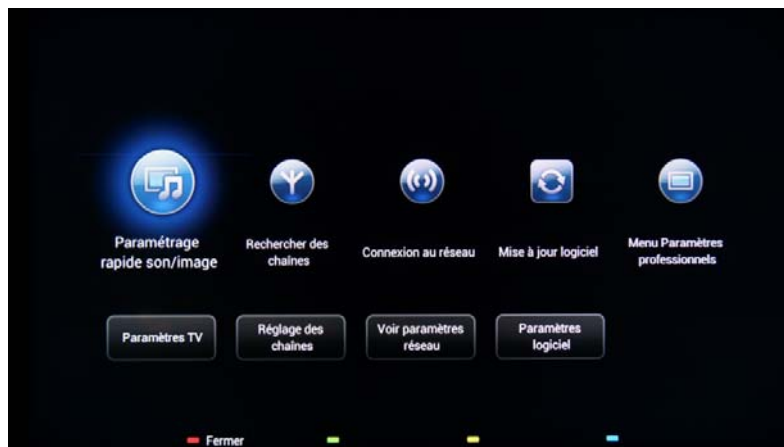 Paramétrage
rapide son/image
Rechercher des
chaînes
Connexion au réseau
Mise à jour logiciel
Menu Paramètres
professionnels
Paramètres TV
Réglage des
chaînes
Voir paramètres
réseau
Paramètres
logiciel
Fermer